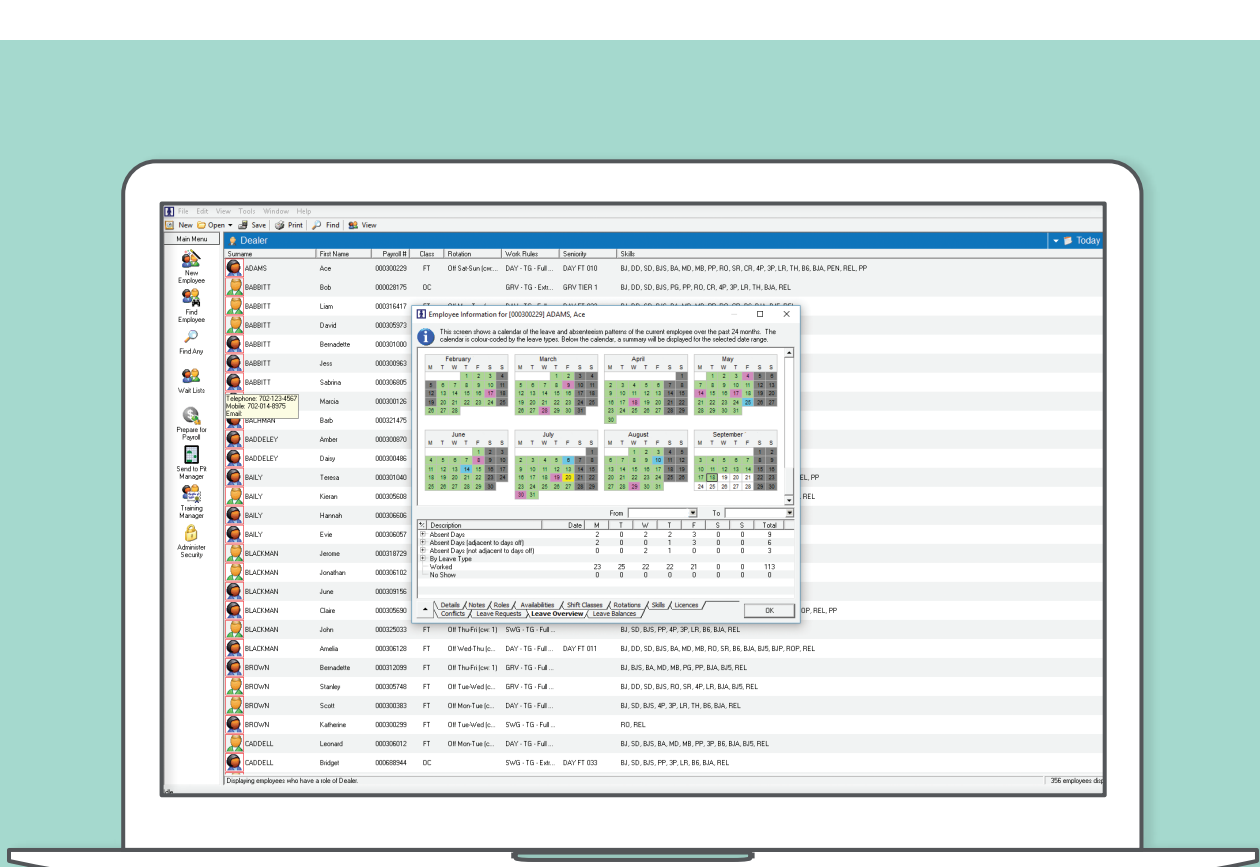 File Edit View Tools Window Help
New Open Save Print Find View
Main Menu Dealer Today
New Employee
Find Employee
Find Any
Wait Lists
Prepare for Payroll
Send to Pit Manager
Training Manager
Administer Security
Surname First Name Payroll # Class Rotation Work Rules Seniority Skills
ADAMS Ace 000300229 FT Off Sat-Sun (cw... DAY - TG - Full ... DAY FT 010 BJ, DD, SD, BJS, BA, MD, MB, PP, RO, SR, CR, 4P, 3P, LR, TH, B6, BJA, PEN, REL, PP
BABBITT Bob 000028175 OC GRV - TG - Extr... GRV TIER 1 BJ, DD, SD, BJS, PG, PP, RO, CR, 4P, 3P, LR, TH, BJA, REL
BABBITT Liam 000316417
BABBITT David 000305973
BABBITT Bernadette 000301000
BABBITT Jess 000300963
BABBITT Sabrina 000306805
Marcia 000300126
Telephone: 702-123-4567
Mobile: 702-014-8975
Email:
BACHMAN Barb 000321475
BADDELEY Amber 000300870
BADDELEY Daisy 000300486
BAILY Teresa 000301040 EL, PP
BAILY Kieran 000305608 REL
BAILY Hannah 000306606
BAILY Evie 000306057
BLACKMAN Jerome 000318729
BLACKMAN Jonathan 000306102
BLACKMAN June 000309156
BLACKMAN Claire 000305690 OP, REL, PP
BLACKMAN John 000325033 FT Off Thu-Fri (cw: 1) SWG - TG - Full ... BJ, SD, BJS, PP, 4P, 3P, LR, B6, BJA, REL
BLACKMAN Amelia 000306128 FT Off Wed-Thu (c... DAY - TG - Full ... DAY FT 011 BJ, DD, SD, BJS, BA, MD, MB, RO, SR, B6, BJA, BJ5, BJP, ROP, REL
BROWN Bernadette 000312099 FT Off Thu-Fri (cw: 1) GRV - TG - Full ... BJ, BJS, BA, MD, MB, PG, PP, BJA, BJ5, REL
BROWN Stanley 000305748 FT Off Tue-Wed (c... GRV - TG - Full ... BJ, DD, SD, BJS, RO, SR, 4P, LR, BJA, BJ5, REL
BROWN Scott 000300383 FT Off Mon-Tue (c... DAY - TG - Full ... BJ, SD, BJS, 4P, 3P, LR, TH, B6, BJA, REL
BROWN Katherine 000300299 FT Off Tue-Wed (c... SWG - TG - Full ... RO, REL
CADDELL Leonard 000306012 FT Off Mon-Tue (c... DAY - TG - Full ... BJ, SD, BJS, BA, MD, MB, PP, 3P, B6, BJA, BJ5, REL
CADDELL Bridget 000688944 OC SWG - TG - Extr... DAY FT 033 BJ, SD, BJS, PP, 3P, LR, B6, BJA, REL
Displaying employees who have a role of Dealer. 356 employees disp
Employee Information for [000300229] ADAMS, Ace
This screen shows a calendar of the leave and absenteeism patterns of the current employee over the past 24 months. The
calendar is colour-coded by the leave types. Below the calendar, a summary will be displayed for the selected date range.
February March April May
M T W T F S S M T W T F S S M T W T F S S M T W T F S S
June July August September
M T W T F S S M T W T F S S M T W T F S S M T W T F S S
From To
Description Date M T W T F S S Total
Absent Days 2 0 2 2 3 0 0 9
Absent Days (adjacent to days off) 2 0 0 1 3 0 0 6
Absent Days (not adjacent to days off) 0 0 2 1 0 0 0 3
By Leave Type
Worked 23 25 22 22 21 0 0 113
No Show 0 0 0 0 0 0 0 0
Details Notes Roles Availabilities Shift Classes Rotations Skills Licences
Conflicts Leave Requests Leave Overview Leave Balances
OK